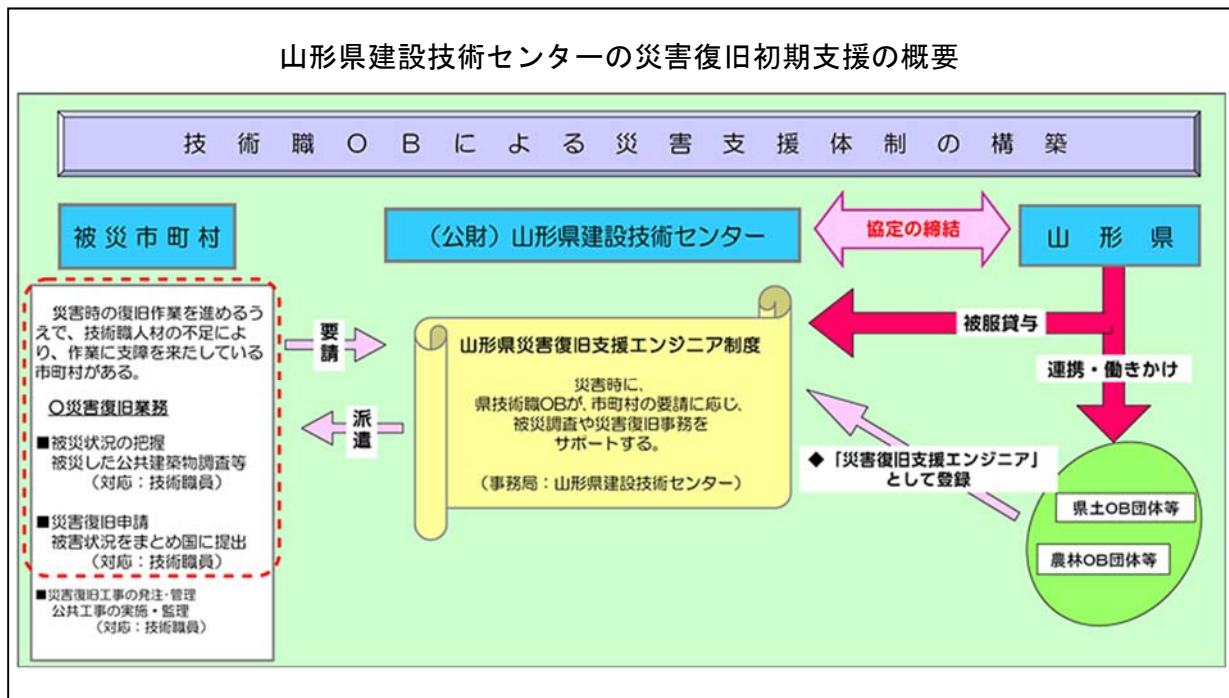 山形県建設技術センターの災害復旧初期支援の概要
技術職OBによる災害支援体制の構築
被災市町村
(公財)山形県建設技術センター
協定の締結
山形県
災害時の復旧作業を進めるう
えで、技術職人材の不足によ
り、作業に支障を来たしている
市町村がある。
〇災害復旧業務
■被災状況の把握
被災した公共建築物調査等
(対応:技術職員)
■災害復旧申請
被害状況をまとめ国に提出
(対応:技術職員)
■災害復旧工事の発注・管理
公共工事の実施・監理
(対応:技術職員)
要請
派遣
山形県災害復旧支援エンジニア制度
災害時に、
県技術職OBが、市町村の要請に応じ、
被災調査や災害復旧事務を
サポートする。
(事務局:山形県建設技術センター)
被服貸与
連携・働きかけ
◆「災害復旧支援エンジニア」
として登録
県土OB団体等
農林OB団体等